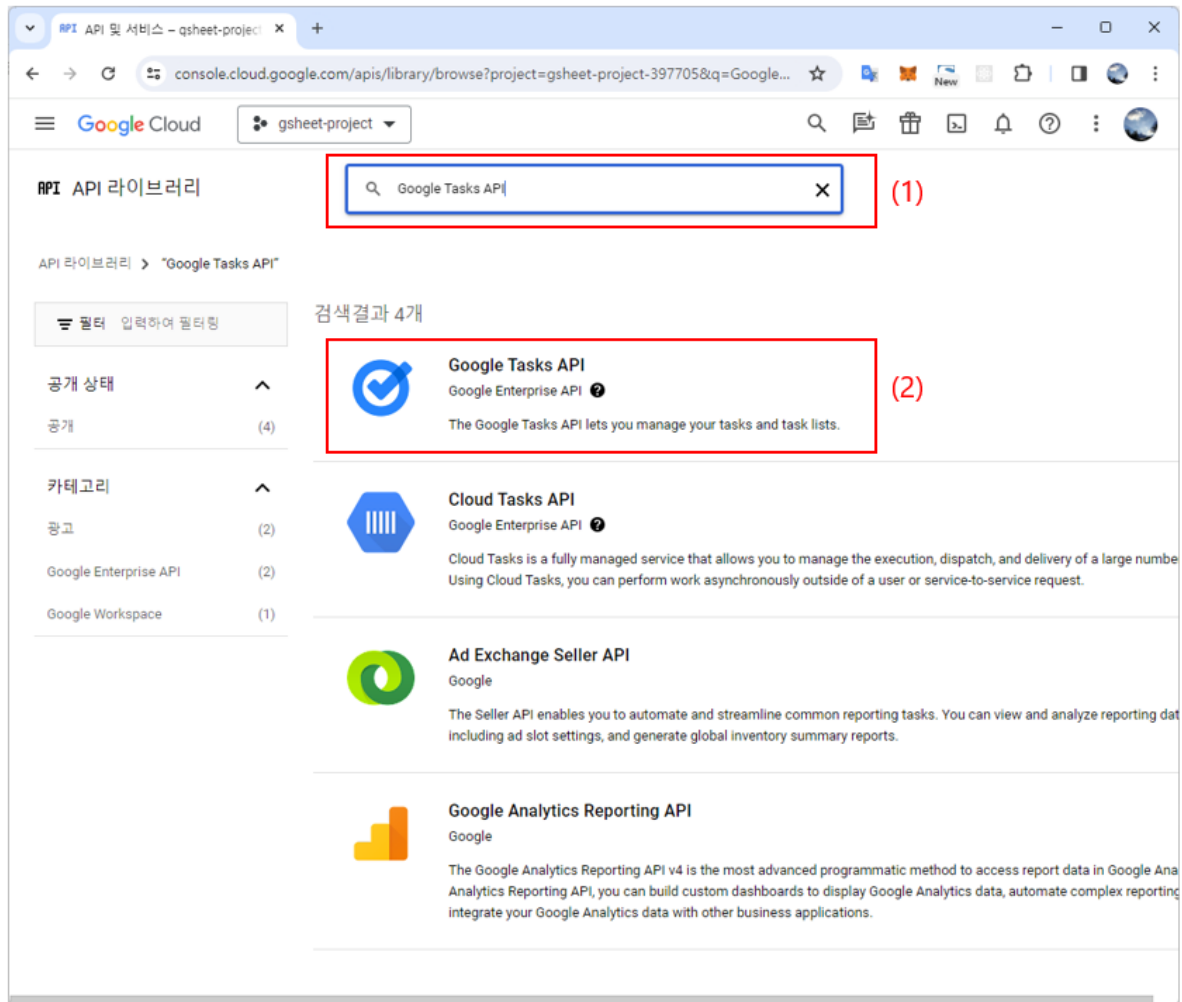 API API 및 서비스 – gsheet-project
console.cloud.google.com/apis/library/browse?project=gsheet-project-397705&q=Google...
New
Google Cloud
gsheet-project
API API 라이브러리
Google Tasks API
(1)
API 라이브러리 > "Google Tasks API"
필터 입력하여 필터링
공개 상태
공개 (4)
카테고리
광고 (2)
Google Enterprise API (2)
Google Workspace (1)
검색결과 4개
Google Tasks API
Google Enterprise API
The Google Tasks API lets you manage your tasks and task lists.
(2)
Cloud Tasks API
Google Enterprise API
Cloud Tasks is a fully managed service that allows you to manage the execution, dispatch, and delivery of a large numbe
Using Cloud Tasks, you can perform work asynchronously outside of a user or service-to-service request.
Ad Exchange Seller API
Google
The Seller API enables you to automate and streamline common reporting tasks. You can view and analyze reporting dat
including ad slot settings, and generate global inventory summary reports.
Google Analytics Reporting API
Google
The Google Analytics Reporting API v4 is the most advanced programmatic method to access report data in Google Ana
Analytics Reporting API, you can build custom dashboards to display Google Analytics data, automate complex reporting
integrate your Google Analytics data with other business applications.